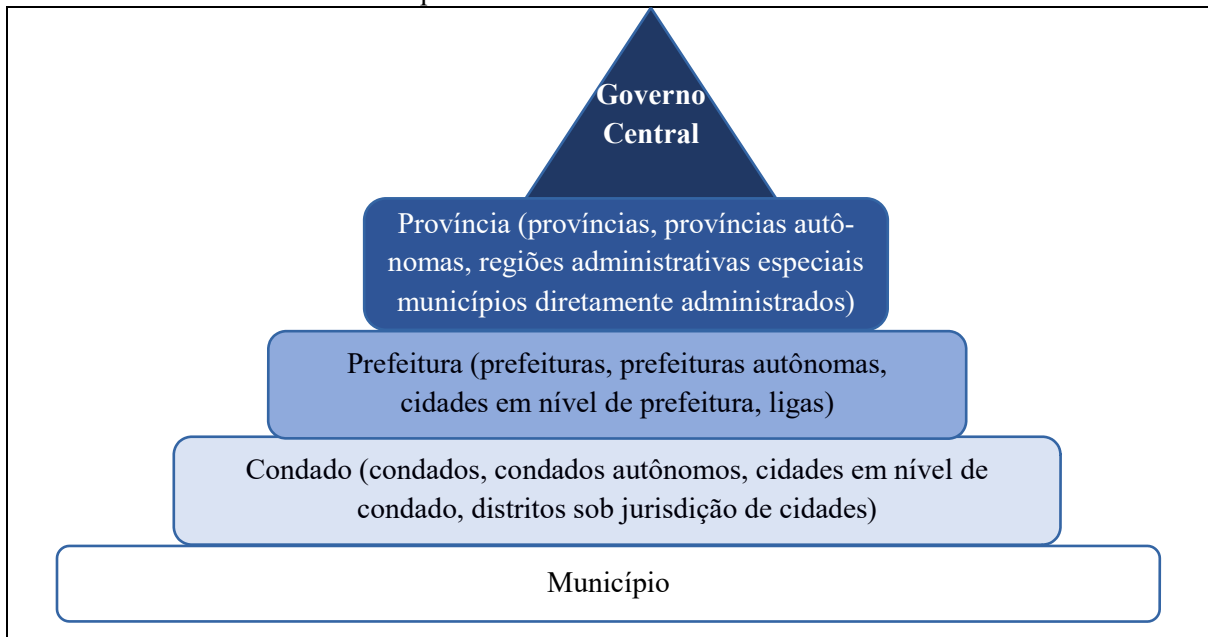 Governo
Central
Província (províncias, províncias autô-
nomas, regiões administrativas especiais
municípios diretamente administrados)
Prefeitura (prefeituras, prefeituras autônomas,
cidades em nível de prefeitura, ligas)
Condado (condados, condados autônomos, cidades em nível de
condado, distritos sob jurisdição de cidades)
Município